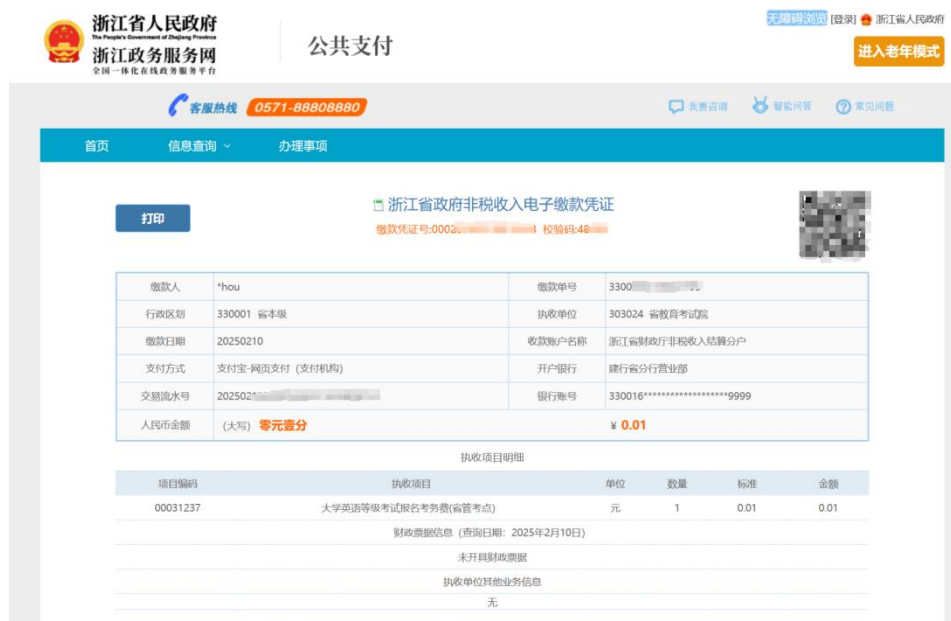 浙江省人民政府
The People's Government of Zhejiang Province
浙江政务服务网
全国一体化在线政务服务平台
公共支付
无障碍浏览 [登录] 浙江省人民政府
进入老年模式
客服热线 0571-88808880
我要咨询 智能问答 常见问题
首页 信息查询 办理事项
打印
浙江省政府非税收入电子缴款凭证
缴款凭证号:0002 8 校验码:48
缴款人 *hou 缴款单号 3300
行政区划 330001 省本级 执收单位 303024 省教育考试院
缴款日期 20250210 收款账户名称 浙江省财政厅非税收入结算分户
支付方式 支付宝-网页支付 (支付机构) 开户银行 建行省分行营业部
交易流水号 202502 银行账号 330016********************9999
人民币金额 (大写) 零元壹分 ¥ 0.01
执收项目明细
项目编码 执收项目 单位 数量 标准 金额
00031237 大学英语等级考试报名考务费(省管考点) 元 1 0.01 0.01
财政票据信息 (查询日期: 2025年2月10日)
未开具财政票据
执收单位其他业务信息
无